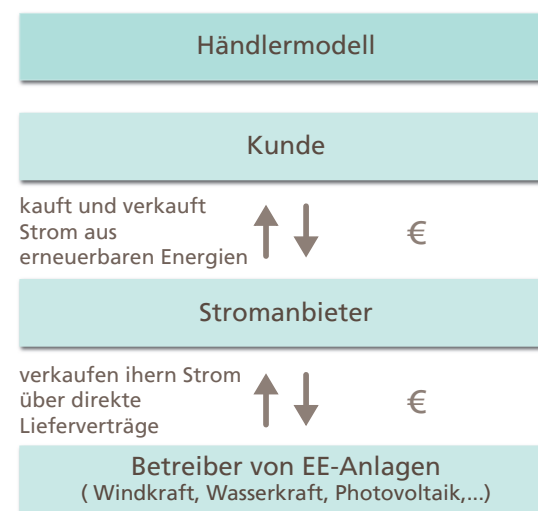 Händlermodell
Kunde
kauft und verkauft
Strom aus
erneuerbaren Energien
€
Stromanbieter
verkaufen ihern Strom
über direkte
Lieferverträge
€
Betreiber von EE-Anlagen
( Windkraft, Wasserkraft, Photovoltaik,...)